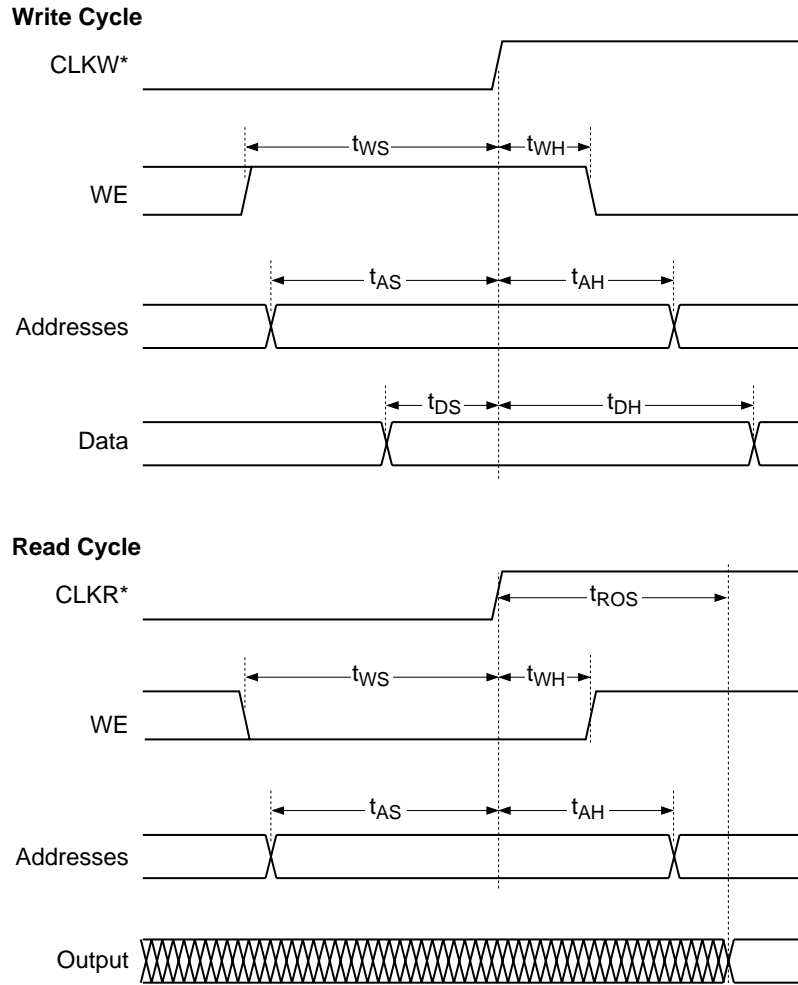 Write Cycle
CLKW*
tWS tWH
WE
tAS tAH
Addresses
tDS tDH
Data
Read Cycle
CLKR*
tROS
tWS tWH
WE
tAS tAH
Addresses
Output